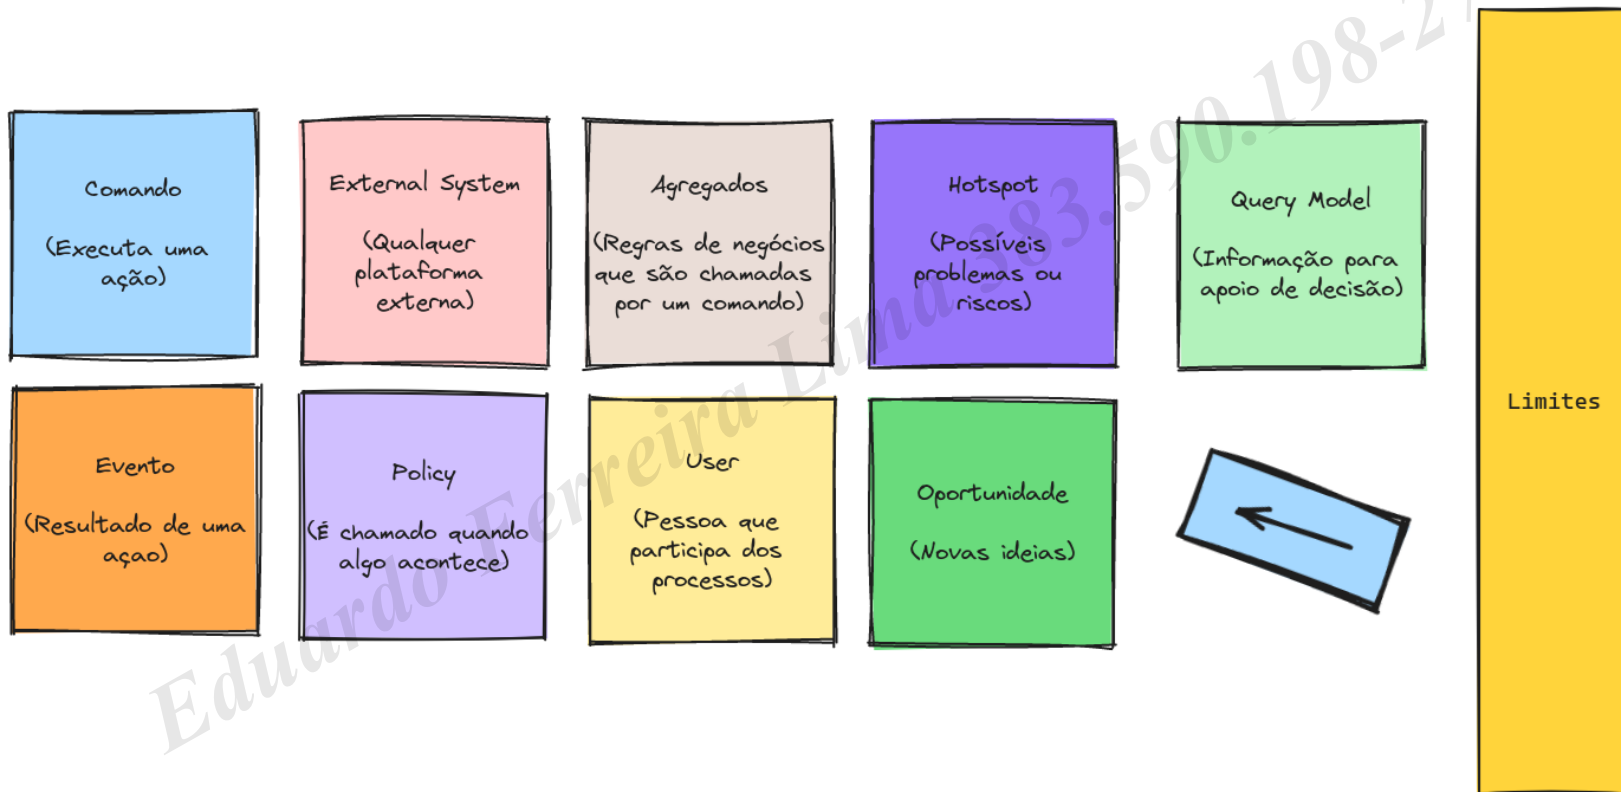 Comando
(Executa uma
ação)
External System
(Qualquer
plataforma
externa)
Agregados
(Regras de negócios
que são chamadas
por um comando)
Hotspot
(Possíveis
problemas ou
riscos)
Query Model
(Informação para
apoio de decisão)
Limites
Evento
(Resultado de uma
açao)
Policy
(É chamado quando
algo acontece)
User
(Pessoa que
participa dos
processos)
Oportunidade
(Novas ideias)
Eduardo Ferreira Lima 383.590.198-27